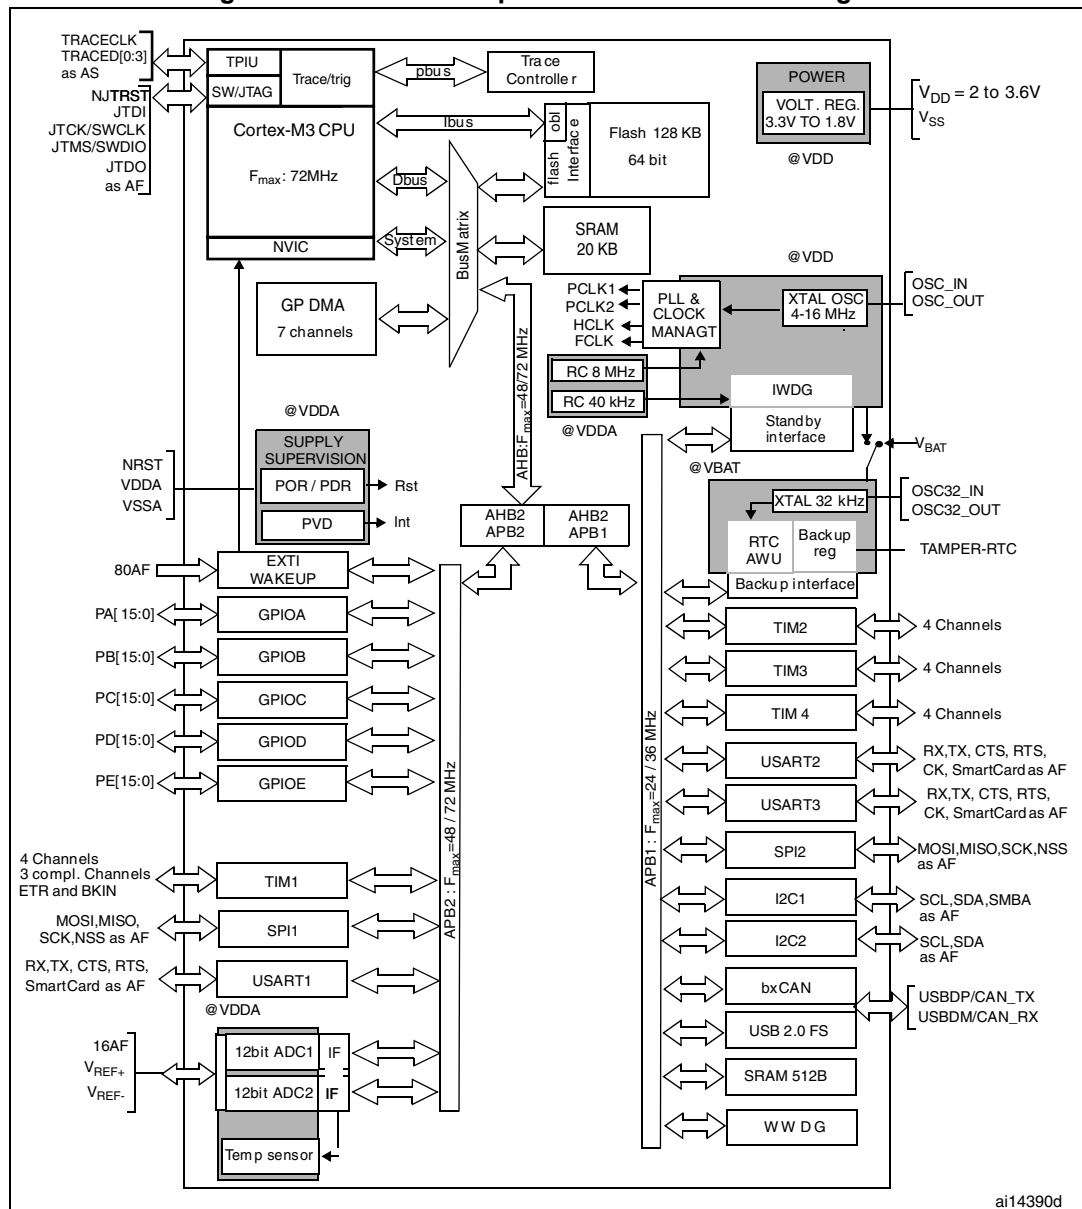 TRACECLK
TRACED[0:3]
as AS
NJTRST
JTDI
JTCK/SWCLK
JTMS/SWDIO
JTDO
as AF
TPIU
SW/JTAG
Trace/trig
Cortex-M3 CPU
Fmax: 72MHz
NVIC
pbus
Trace
Controller
Ibus
Dbus
System
BusMatrix
flash obl
Interface
Flash 128 KB
64 bit
SRAM
20 KB
POWER
VOLT. REG.
3.3V TO 1.8V
@VDD
VDD = 2 to 3.6V
VSS
GP DMA
7 channels
@VDD
PCLK1
PCLK2
HCLK
FCLK
PLL &
CLOCK
MANAGT
XTAL OSC
4-16 MHz
OSC_IN
OSC_OUT
RC 8 MHz
RC 40 kHz
@VDDA
IWDG
Standby
interface
VBAT
@VBAT
AHB:Fmax=48/72 MHz
@VDDA
SUPPLY
SUPERVISION
POR / PDR
PVD
Rst
Int
NRST
VDDA
VSSA
AHB2
APB2
AHB2
APB1
XTAL 32 kHz
OSC32_IN
OSC32_OUT
RTC
AWU
Backup
reg
TAMPER-RTC
Backup interface
80AF
EXTI
WAKEUP
PA[15:0]
GPIOA
PB[15:0]
GPIOB
PC[15:0]
GPIOC
PD[15:0]
GPIOD
PE[15:0]
GPIOE
4 Channels
3 compl. Channels
ETR and BKIN
TIM1
MOSI,MISO,
SCK,NSS as AF
SPI1
RX,TX, CTS, RTS,
SmartCard as AF
USART1
@VDDA
16AF
VREF+
VREF-
12bit ADC1
IF
12bit ADC2
IF
Temp sensor
APB2 : Fmax=48 / 72 MHz
APB1 : Fmax=24 / 36 MHz
TIM2
4 Channels
TIM3
4 Channels
TIM 4
4 Channels
USART2
RX,TX, CTS, RTS,
CK, SmartCard as AF
USART3
RX,TX, CTS, RTS,
CK, SmartCard as AF
SPI2
MOSI,MISO,SCK,NSS
as AF
I2C1
SCL,SDA,SMBA
as AF
I2C2
SCL,SDA
as AF
bxCAN
USBDP/CAN_TX
USBDM/CAN_RX
USB 2.0 FS
SRAM 512B
WWDG
ai14390d